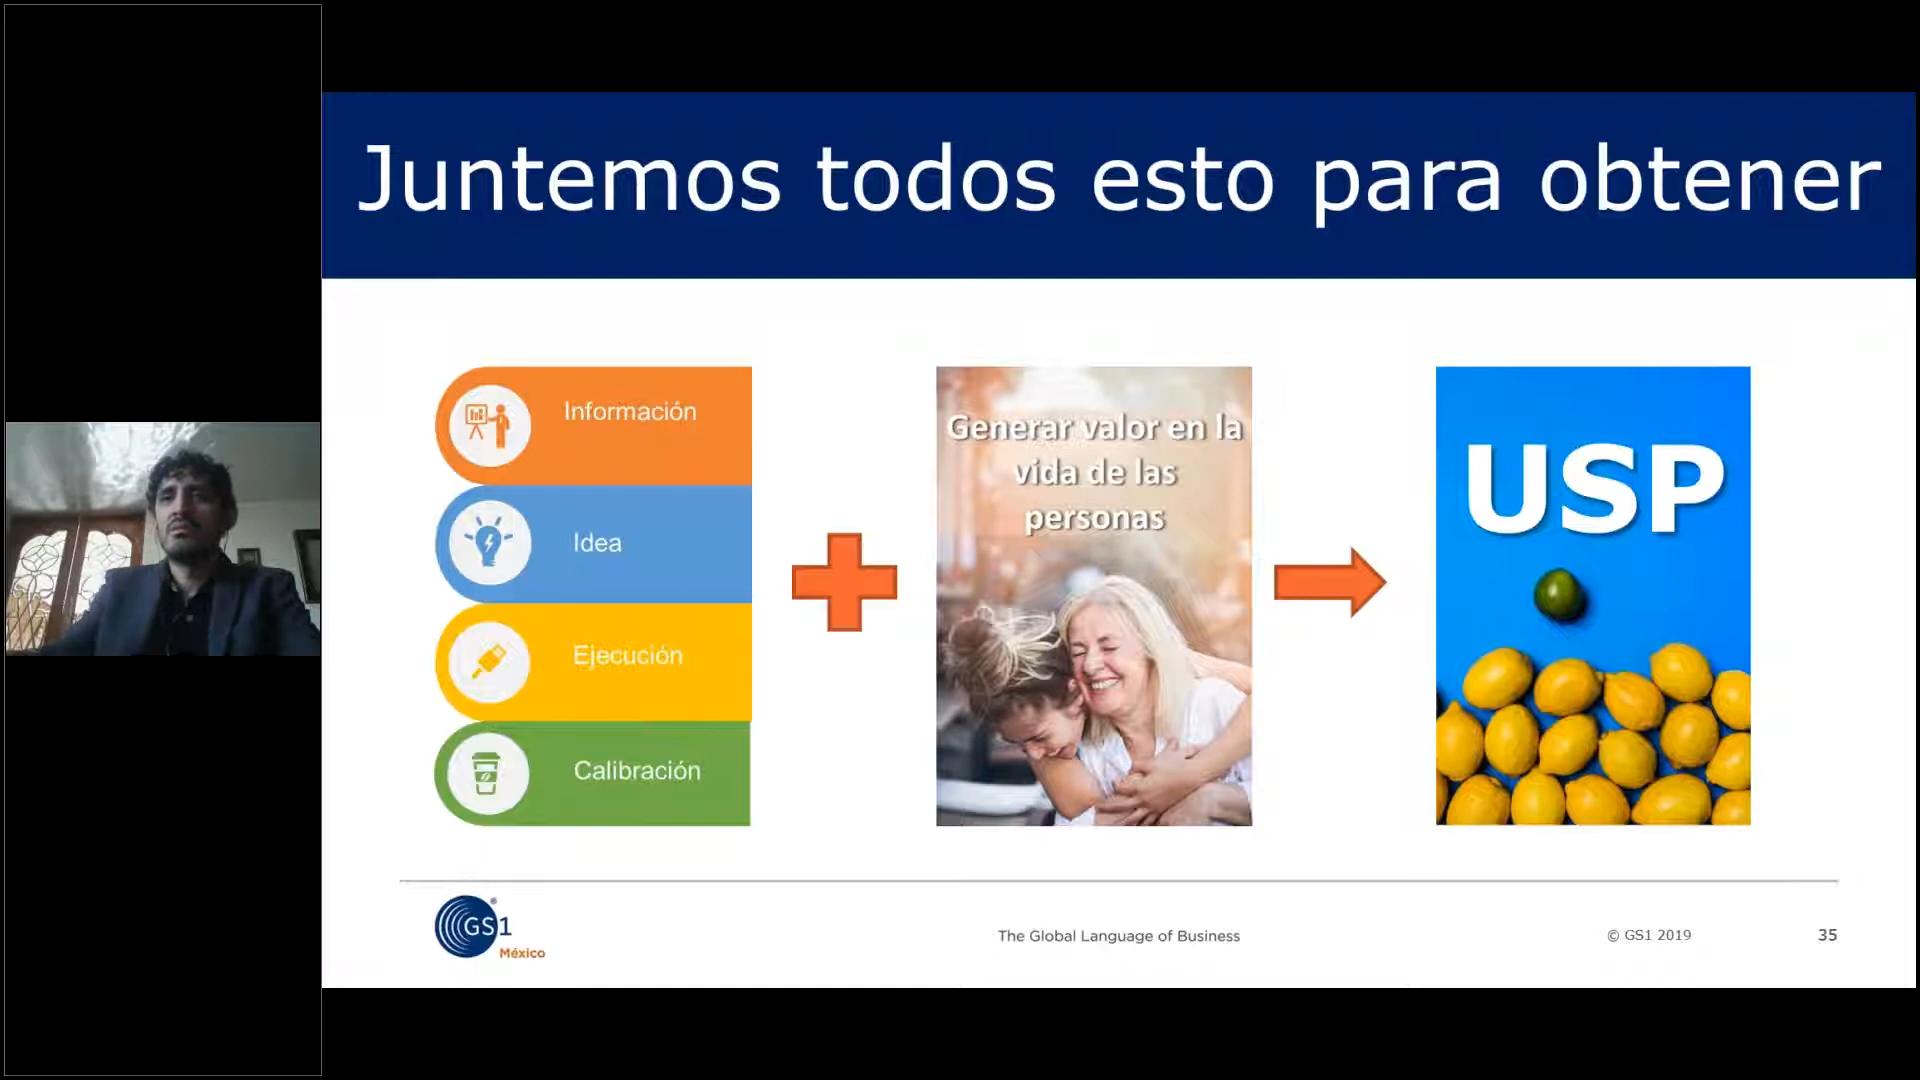 Juntemos todos esto para obtener
Información
Idea
Ejecución
Calibración
Generar valor en la
vida de las
personas
USP
GS1
México
The Global Language of Business
© GS1 2019
35